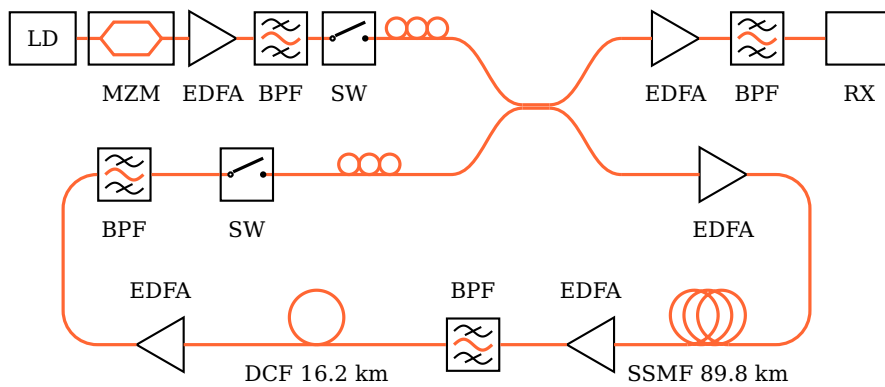 LD
MZM EDFA BPF SW EDFA BPF RX
BPF SW EDFA
EDFA BPF EDFA
DCF 16.2 km SSMF 89.8 km